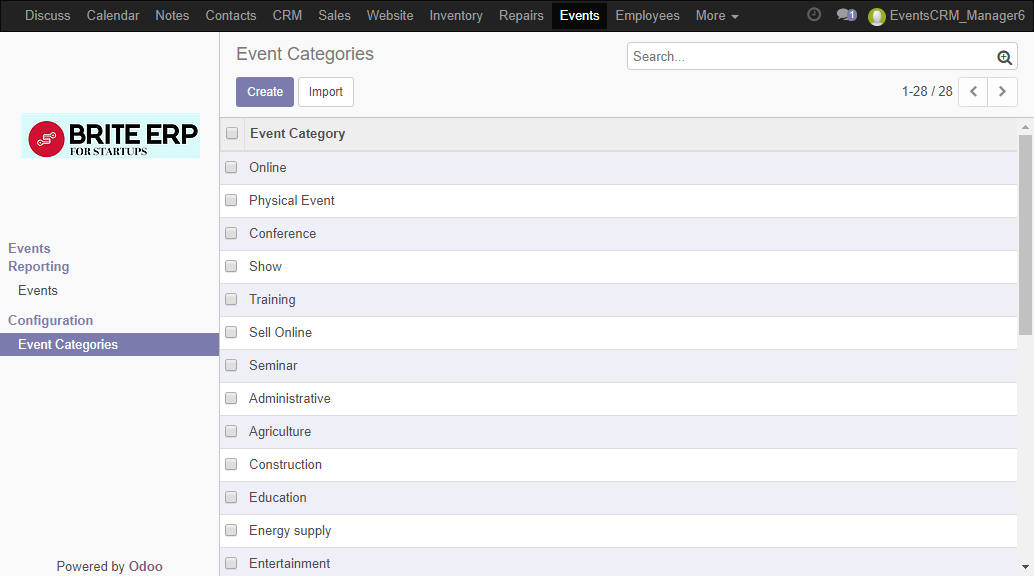 Discuss Calendar Notes Contacts CRM Sales Website Inventory Repairs Events Employees More 1 EventsCRM_Manager6
Event Categories
Search...
Create Import
1-28 / 28
BRITE ERP
FOR STARTUPS
Events
Reporting
Events
Configuration
Event Categories
Powered by Odoo
Event Category
Online
Physical Event
Conference
Show
Training
Sell Online
Seminar
Administrative
Agriculture
Construction
Education
Energy supply
Entertainment